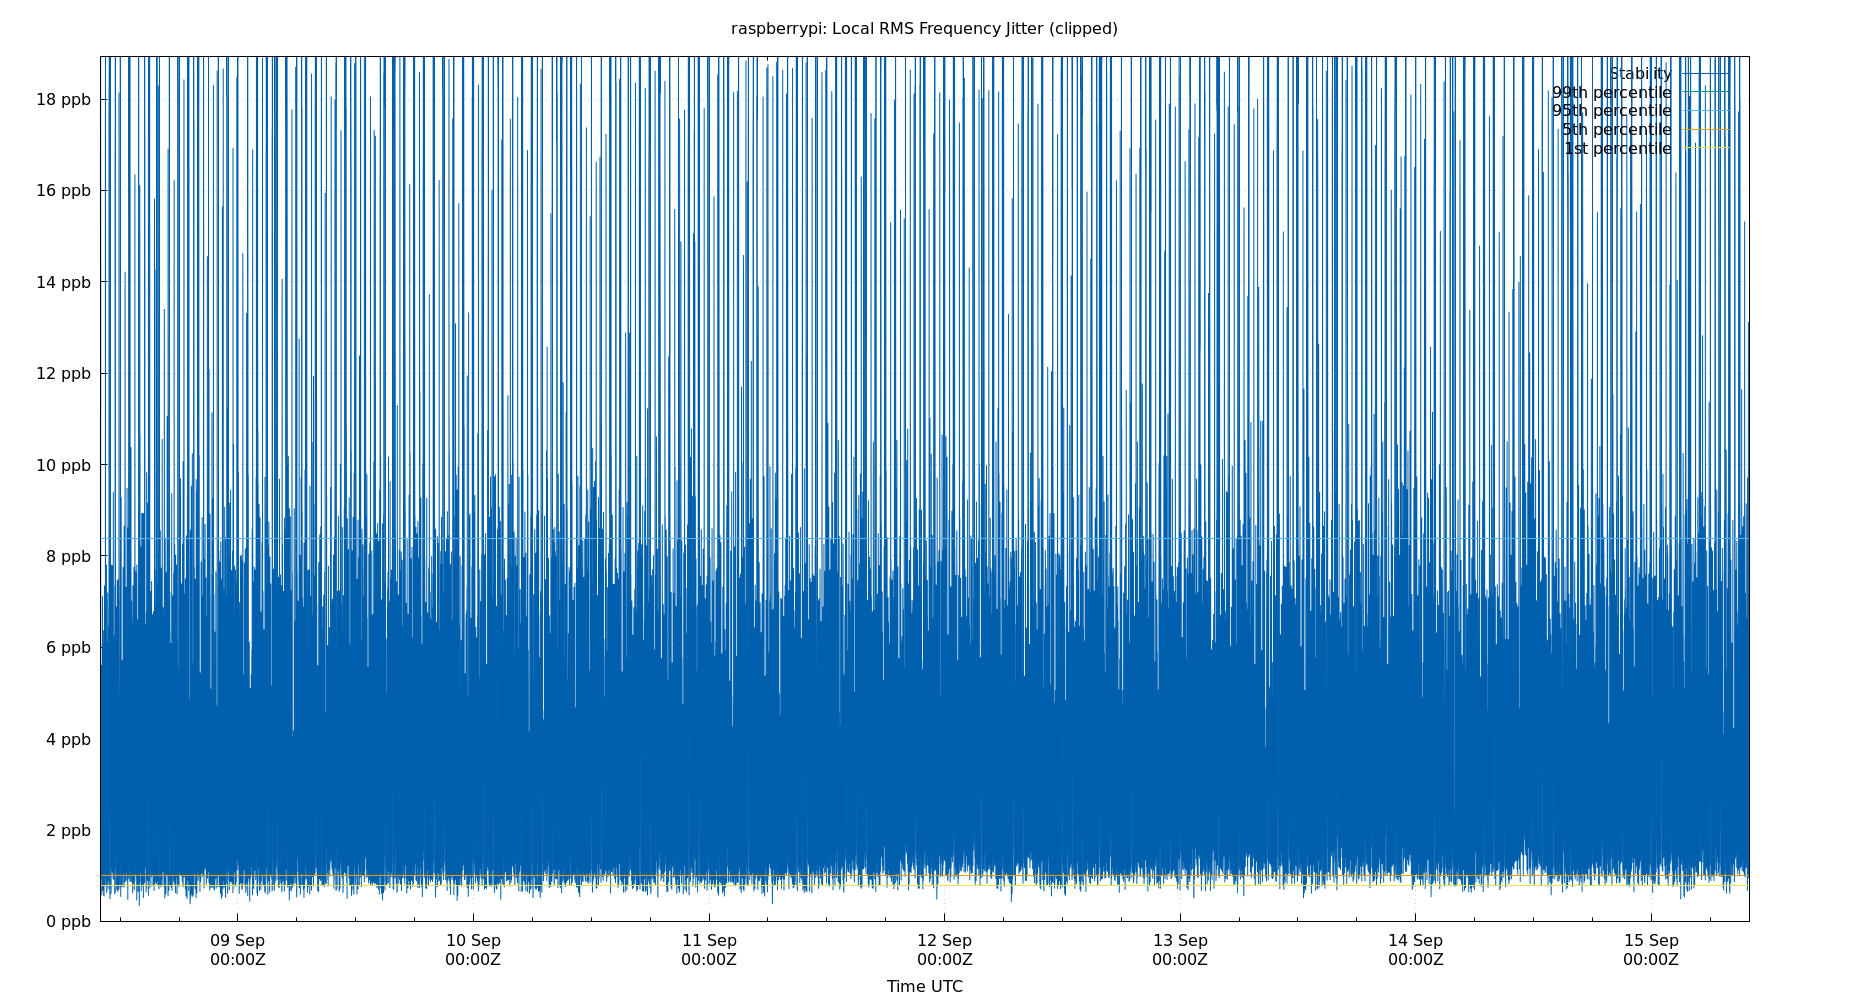 raspberrypi: Local RMS Frequency Jitter (clipped)
Stability
99th percentile
95th percentile
5th percentile
1st percentile
18 ppb
16 ppb
14 ppb
12 ppb
10 ppb
8 ppb
6 ppb
4 ppb
2 ppb
0 ppb
09 Sep 10 Sep 11 Sep 12 Sep 13 Sep 14 Sep 15 Sep
00:00Z 00:00Z 00:00Z 00:00Z 00:00Z 00:00Z 00:00Z
Time UTC